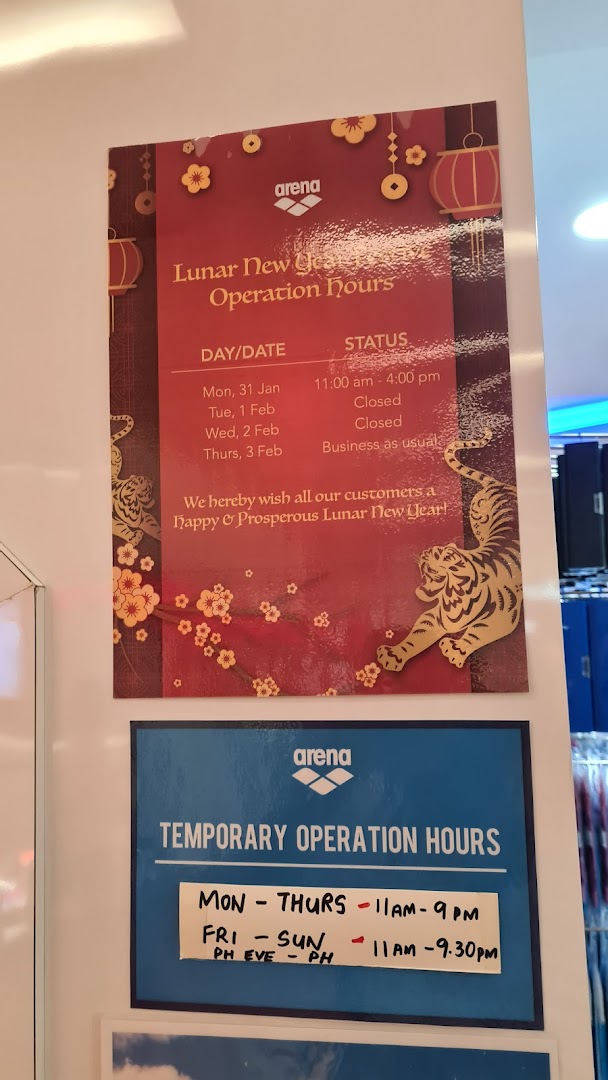 arena
Lunar New Year
Operation Hours
DAY/DATE STATUS
Mon, 31 Jan 11:00 am - 4:00 pm
Tue, 1 Feb Closed
Wed, 2 Feb Closed
Thurs, 3 Feb Business as usual
We hereby wish all our customers a
Happy & Prosperous Lunar New Year!
arena
TEMPORARY OPERATION HOURS
MON - THURS - 11AM - 9PM
FRI - SUN - 11AM - 9.30PM
PH EVE - PH